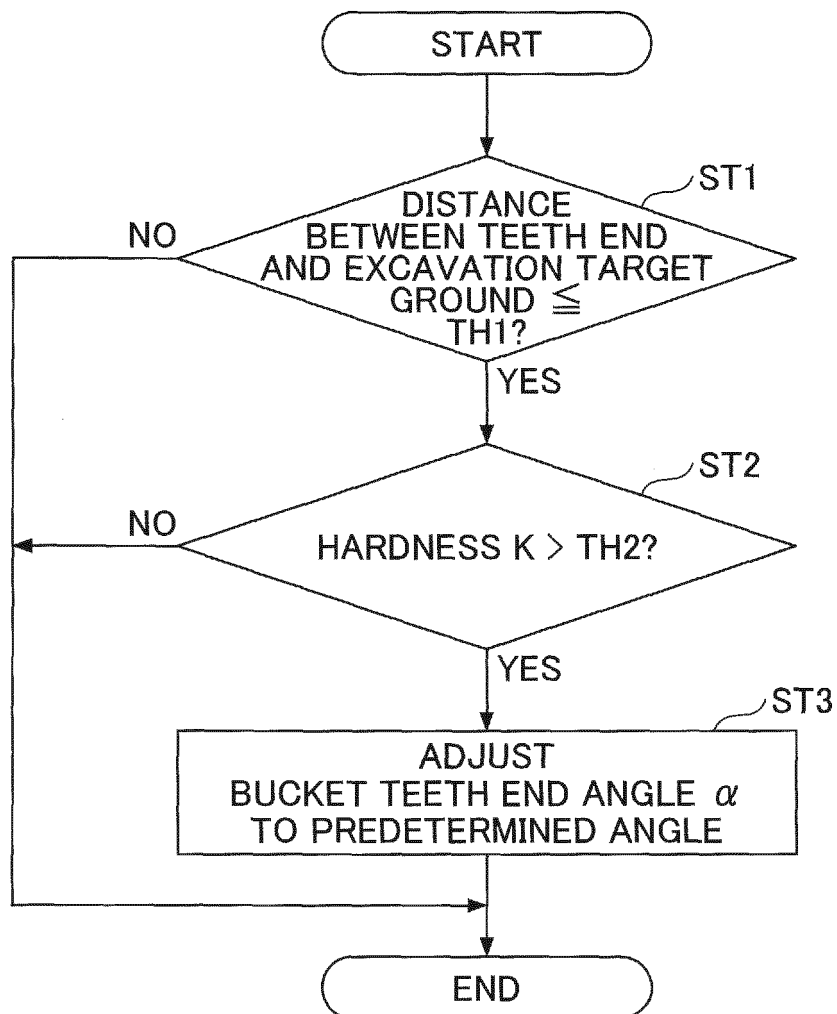 START
ST1
DISTANCE
BETWEEN TEETH END
AND EXCAVATION TARGET
GROUND ≦
TH1?
NO
YES
ST2
HARDNESS K > TH2?
NO
YES
ST3
ADJUST
BUCKET TEETH END ANGLE α
TO PREDETERMINED ANGLE
END